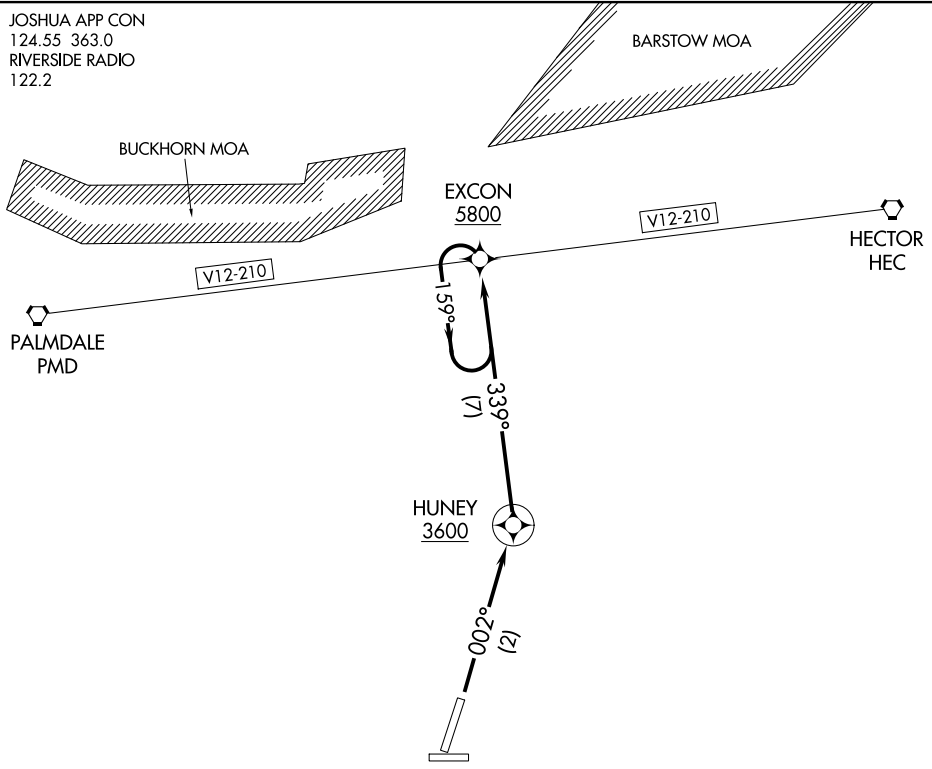 JOSHUA APP CON
124.55 363.0
RIVERSIDE RADIO
122.2
BARSTOW MOA
BUCKHORN MOA
EXCON
5800
V12-210
HECTOR
HEC
V12-210
PALMDALE
PMD
159°
339°
(7)
HUNEY
3600
002°
(2)